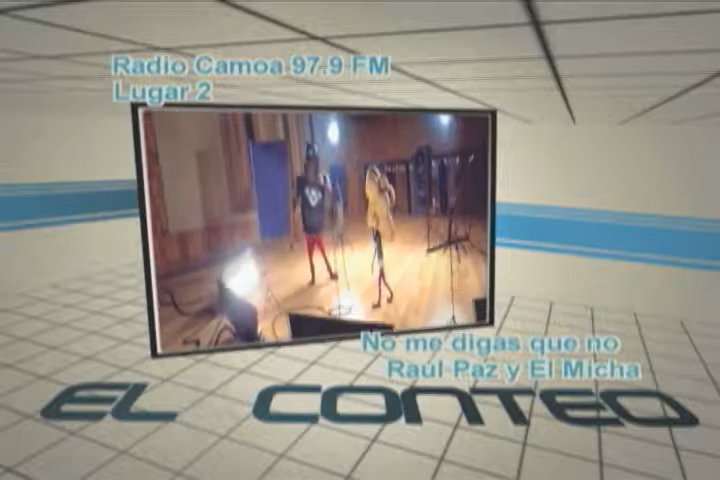 Radio Camoa 97.9 FM
Lugar 2
No me digas que no
Raúl Paz y El Micha
EL CONTEO